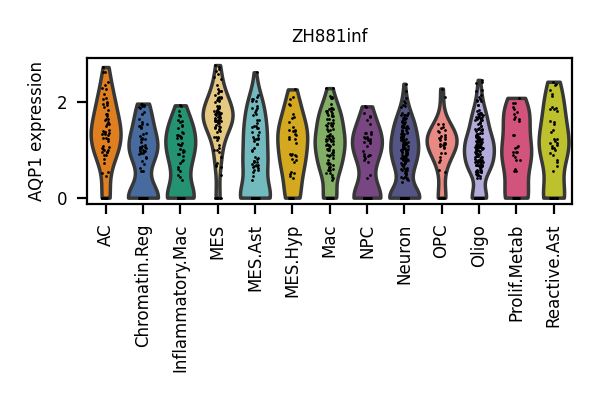 ZH881inf
AQP1 expression
2
0
AC
Chromatin.Reg
Inflammatory.Mac
MES
MES.Ast
MES.Hyp
Mac
NPC
Neuron
OPC
Oligo
Prolif.Metab
Reactive.Ast